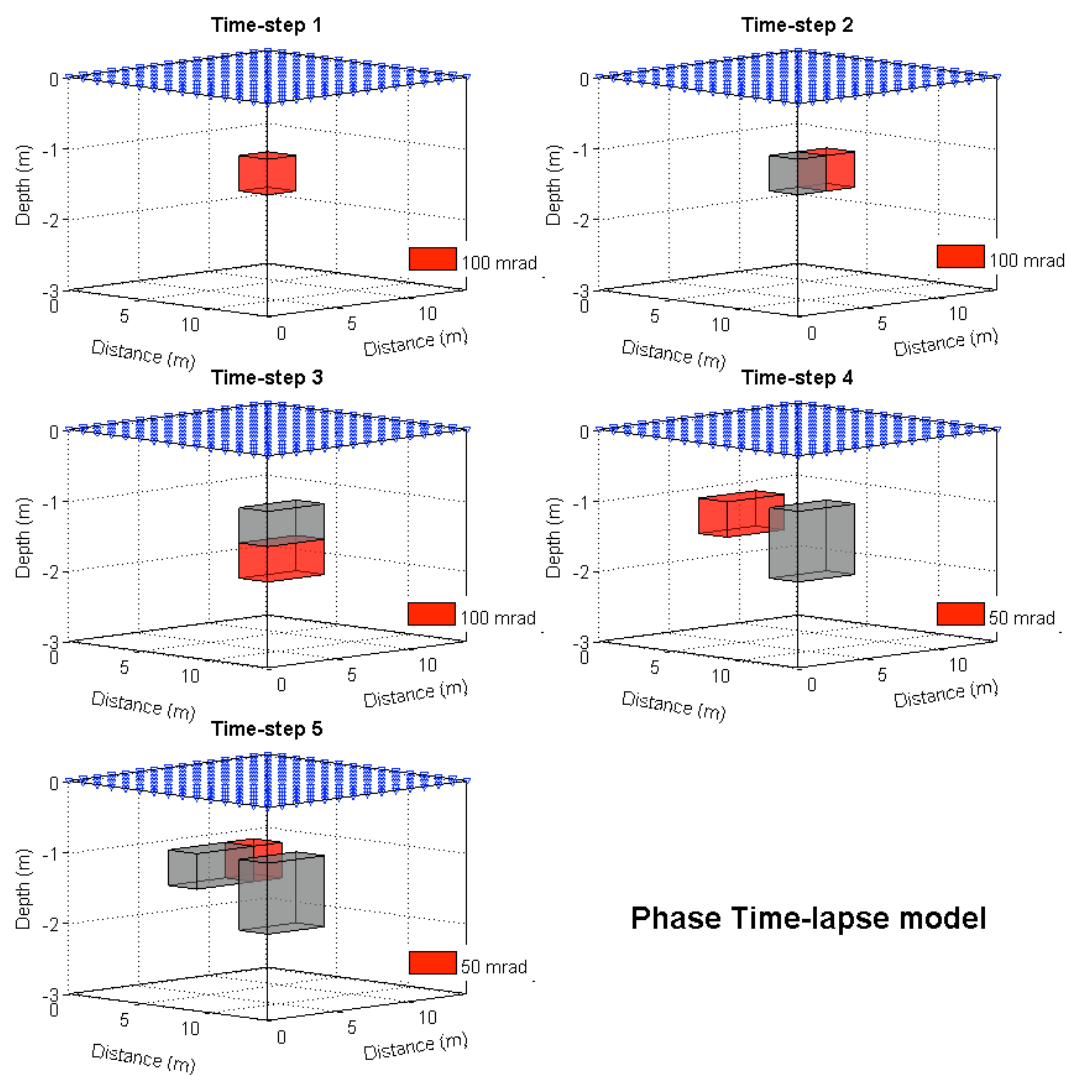 Time-step 1
0
-1
-2
-3
Depth (m)
100 mrad
0
5
10
Distance (m)
0
5
10
Distance (m)
Time-step 2
0
-1
-2
-3
Depth (m)
100 mrad
0
5
10
Distance (m)
0
5
10
Distance (m)
Time-step 3
0
-1
-2
-3
Depth (m)
100 mrad
0
5
10
Distance (m)
0
5
10
Distance (m)
Time-step 4
0
-1
-2
-3
Depth (m)
50 mrad
0
5
10
Distance (m)
0
5
10
Distance (m)
Time-step 5
0
-1
-2
-3
Depth (m)
50 mrad
0
5
10
Distance (m)
0
5
10
Distance (m)
Phase Time-lapse model